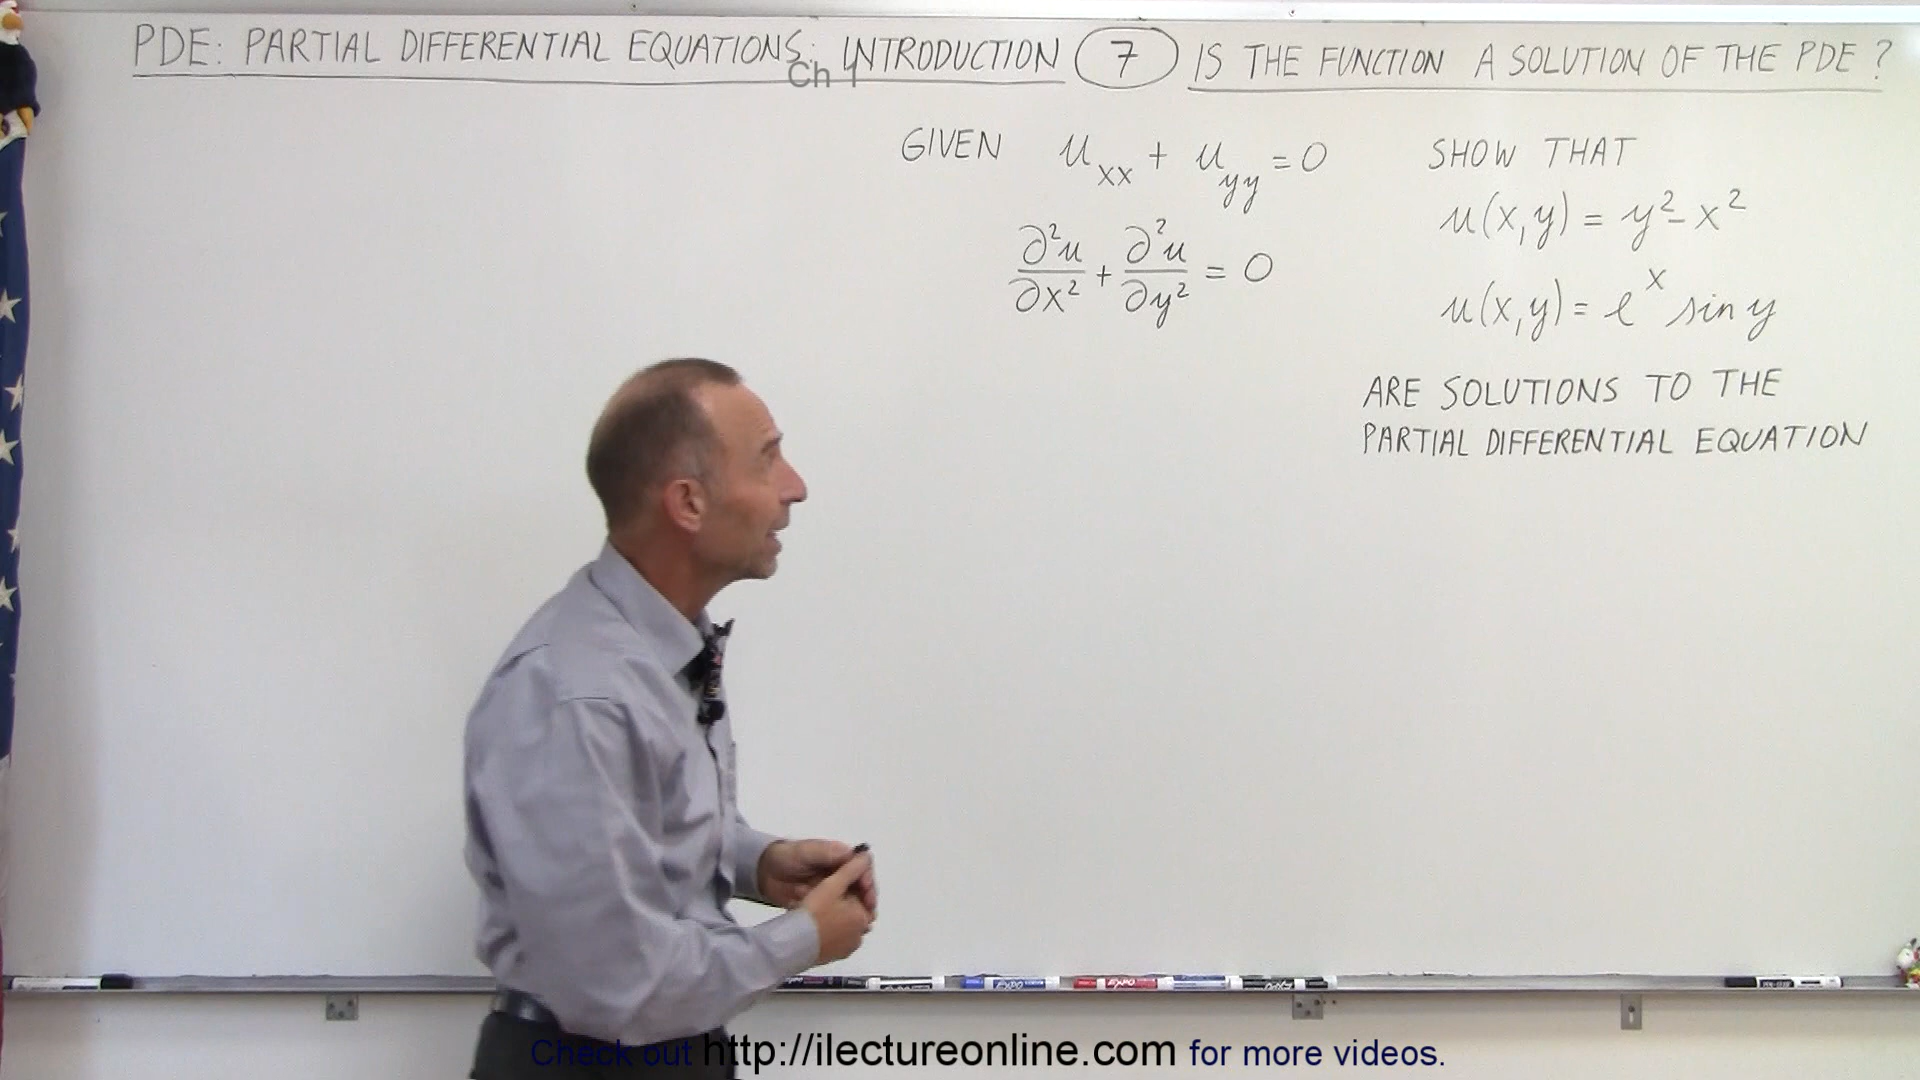 PDE: PARTIAL DIFFERENTIAL EQUATIONS: INTRODUCTION 7 IS THE FUNCTION A SOLUTION OF THE PDE?
Ch 1
GIVEN u_xx + u_yy = 0
∂²u/∂x² + ∂²u/∂y² = 0
SHOW THAT
u(x,y) = y² - x²
u(x,y) = e^x sin y
ARE SOLUTIONS TO THE
PARTIAL DIFFERENTIAL EQUATION
EXPO
EXPO
Check out http://ilectureonline.com for more videos.